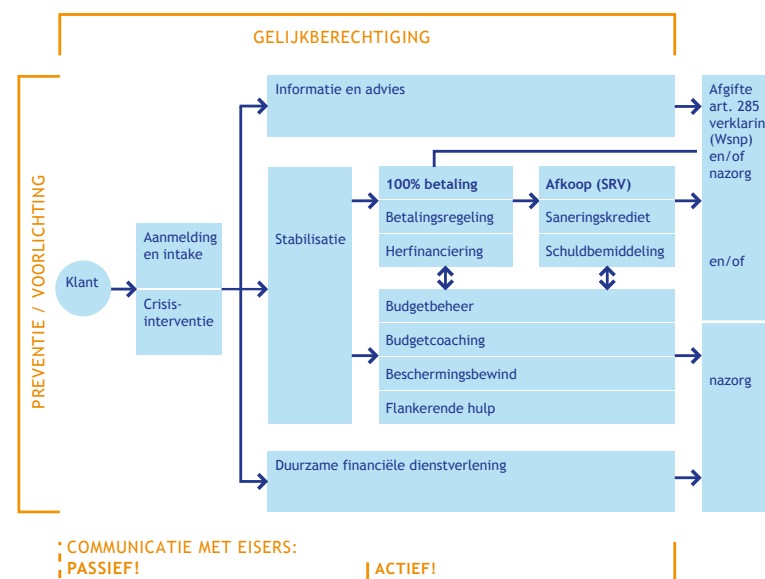 GELIJKBERECHTIGING
PREVENTIE / VOORLICHTING
Klant
Aanmelding
en intake
Crisis-
interventie
Informatie en advies
Stabilisatie
100% betaling
Betalingsregeling
Herfinanciering
Afkoop (SRV)
Saneringskrediet
Schuldbemiddeling
Budgetbeheer
Budgetcoaching
Beschermingsbewind
Flankerende hulp
Duurzame financiële dienstverlening
Afgifte
art. 285
verklarin
(Wsnp)
en/of
nazorg
en/of
nazorg
COMMUNICATIE MET EISERS:
PASSIEF!
ACTIEF!